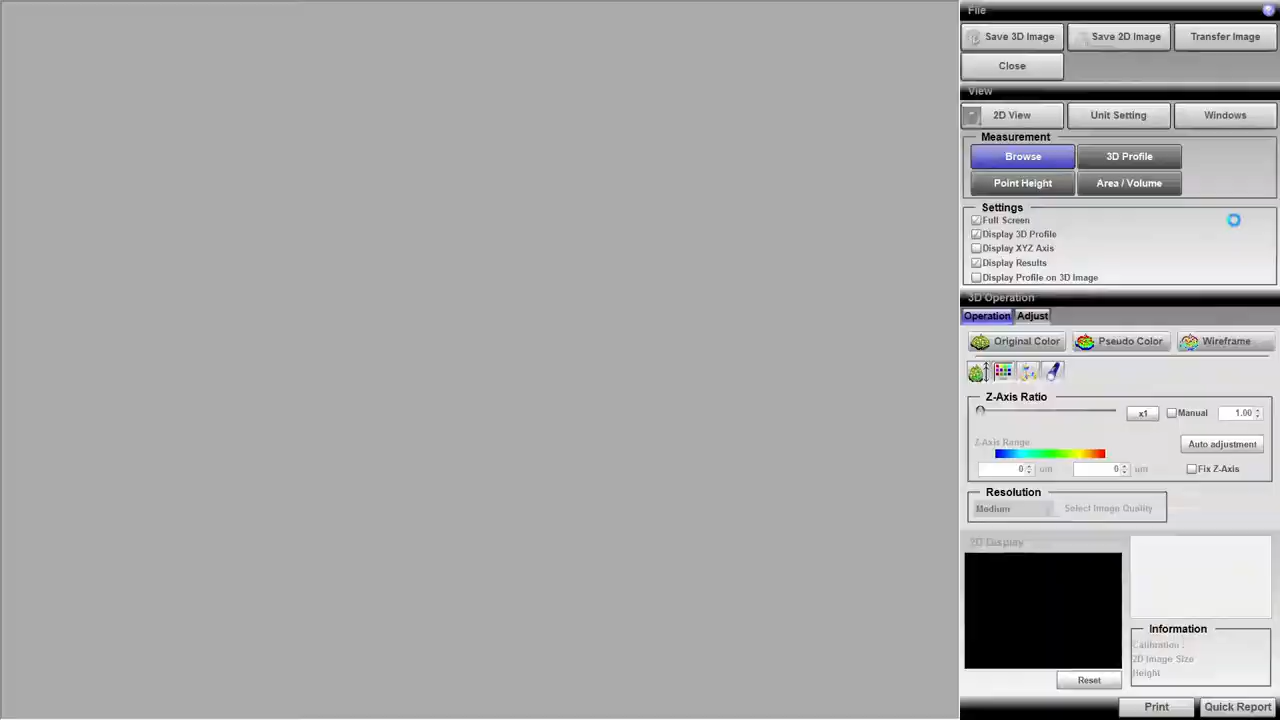 File
Save 3D Image Save 2D Image Transfer Image
Close
View
2D View Unit Setting Windows
Measurement
Browse 3D Profile
Point Height Area / Volume
Settings
Full Screen
Display 3D Profile
Display XYZ Axis
Display Results
Display Profile on 3D Image
3D Operation
Operation Adjust
Original Color Pseudo Color Wireframe
Z-Axis Ratio
x1 Manual 1.00
Z-Axis Range Auto adjustment
0 um 0 um Fix Z-Axis
Resolution
Medium Select Image Quality
2D Display
Information
Calibration :
2D Image Size
Height
Reset
Print Quick Report